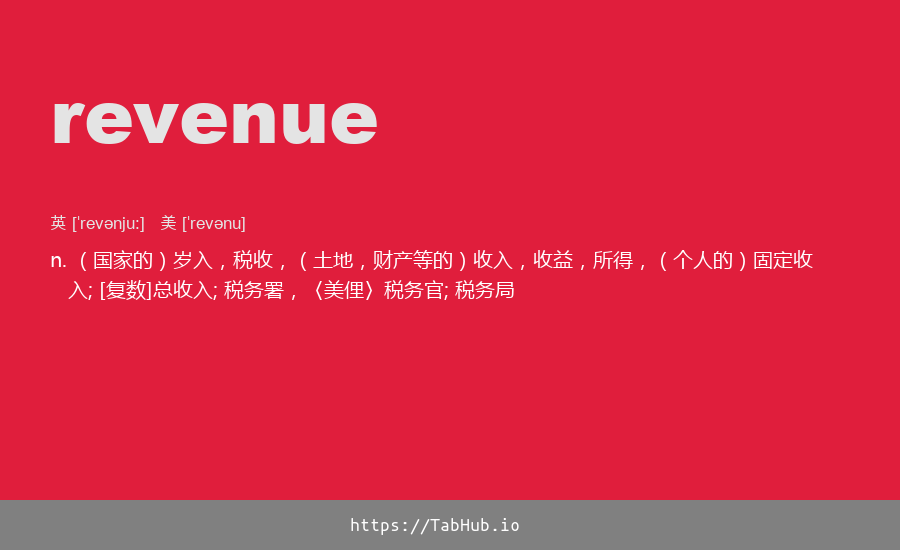 revenue
英 [ˈrevənju:]   美 [ˈrevənu]
n. （国家的）岁入，税收，（土地，财产等的）收入，收益，所得，（个人的）固定收
入; [复数]总收入; 税务署，〈美俚〉税务官; 税务局
https://TabHub.io